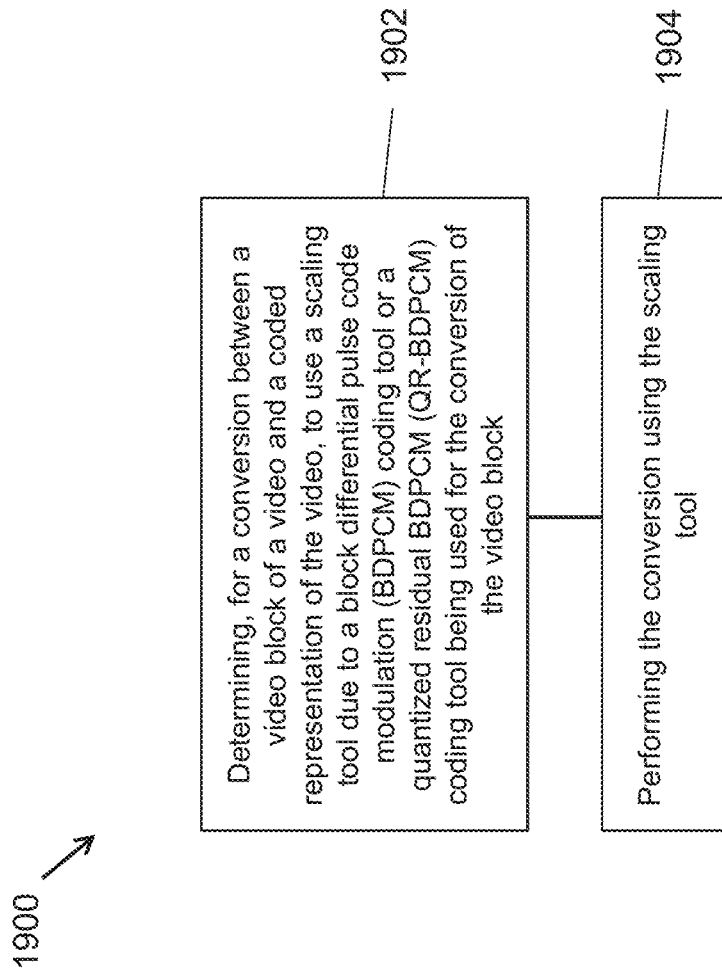 1900
Determining, for a conversion between a
video block of a video and a coded
representation of the video, to use a scaling
tool due to a block differential pulse code
modulation (BDPCM) coding tool or a
quantized residual BDPCM (QR-BDPCM)
coding tool being used for the conversion of
the video block
1902
Performing the conversion using the scaling
tool
1904